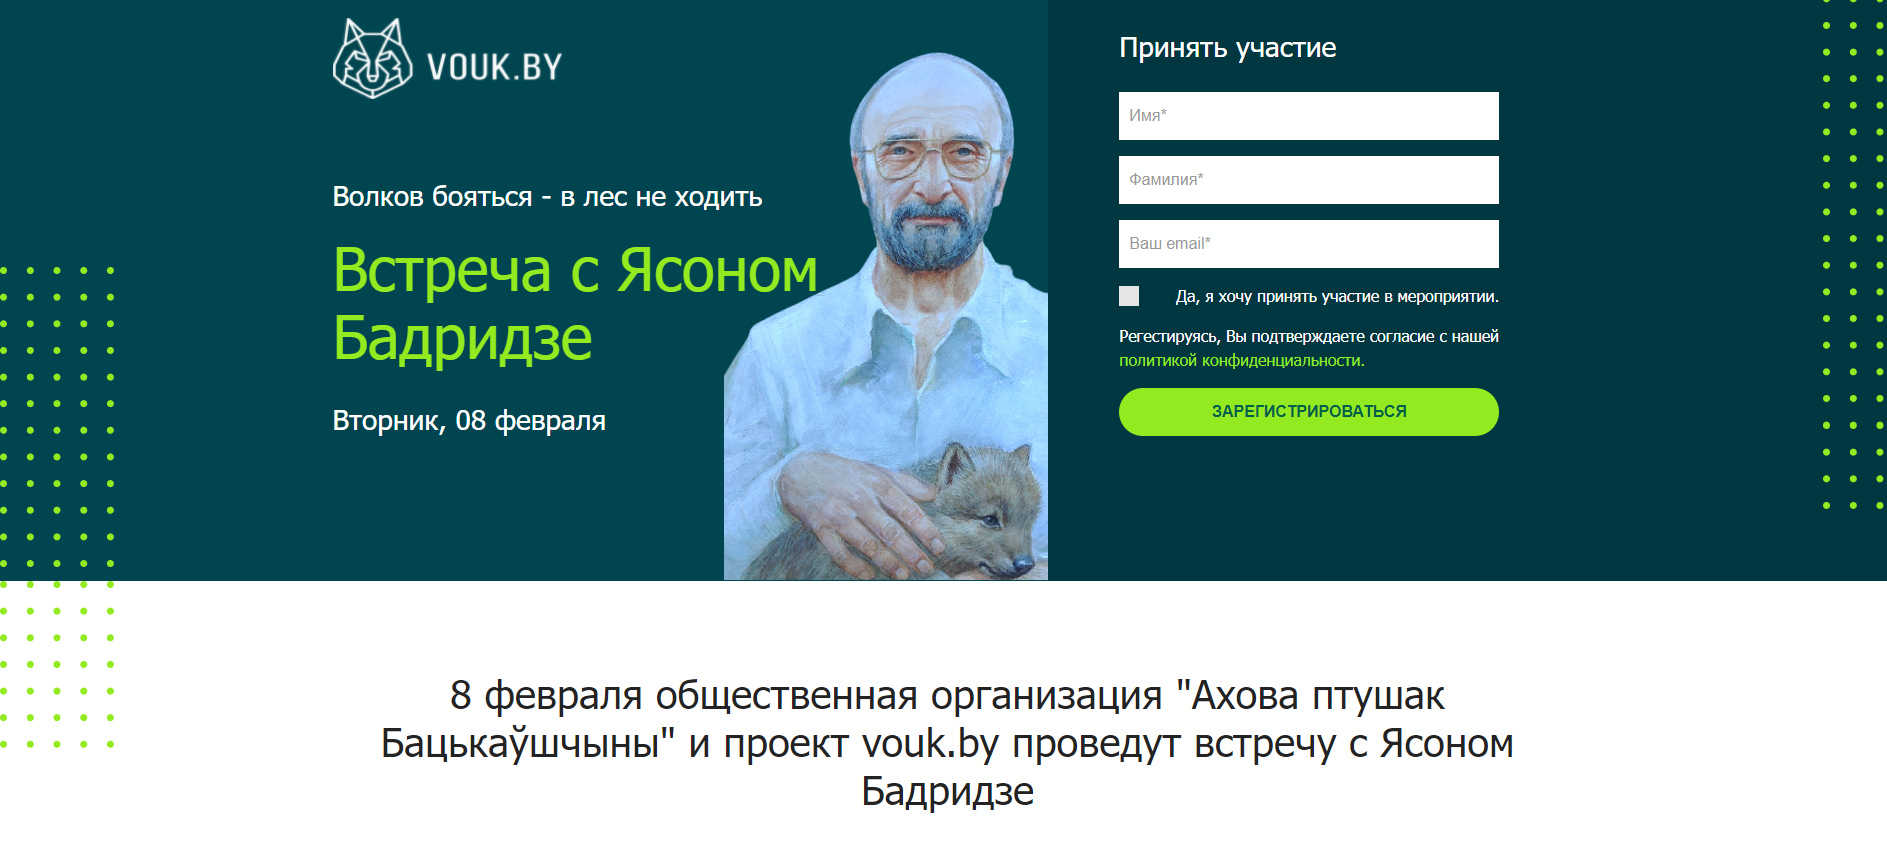 VOUK.BY
Волков бояться - в лес не ходить
Встреча с Ясоном
Бадридзе
Вторник, 08 февраля
Принять участие
Имя*
Фамилия*
Ваш email*
Да, я хочу принять участие в мероприятии.
Регестируясь, Вы подтверждаете согласие с нашей
политикой конфиденциальности.
ЗАРЕГИСТРИРОВАТЬСЯ
8 февраля общественная организация "Ахова птушак
Бацькаўшчыны" и проект vouk.by проведут встречу с Ясоном
Бадридзе